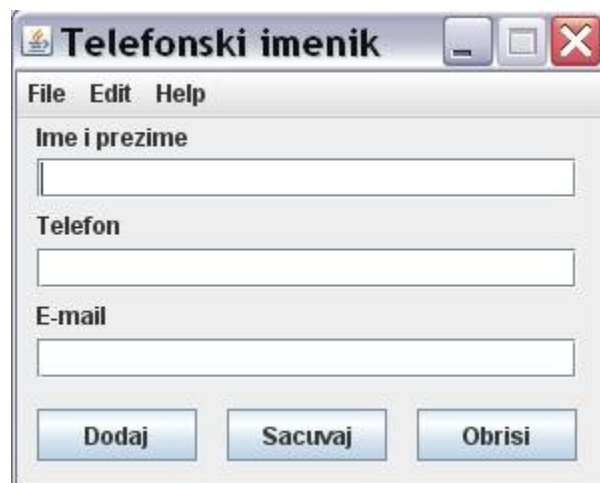 Telefonski imenik
File Edit Help
Ime i prezime
Telefon
E-mail
Dodaj Sacuvaj Obrisi